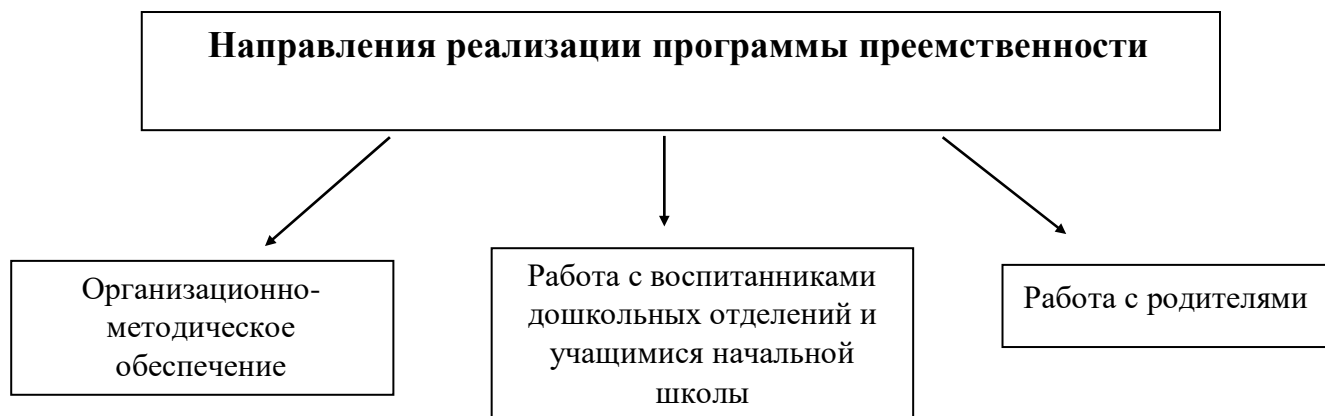 Направления реализации программы преемственности
Организационно-
методическое
обеспечение
Работа с воспитанниками
дошкольных отделений и
учащимися начальной
школы
Работа с родителями